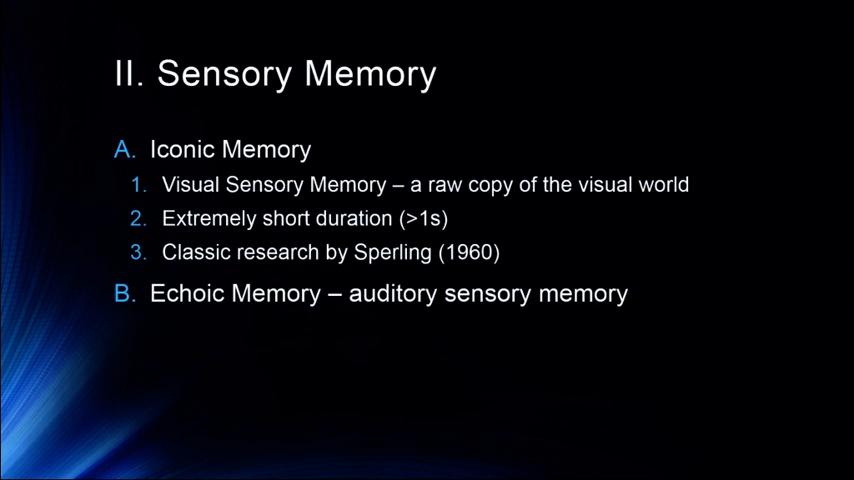 II. Sensory Memory
A. Iconic Memory
1. Visual Sensory Memory – a raw copy of the visual world
2. Extremely short duration (>1s)
3. Classic research by Sperling (1960)
B. Echoic Memory – auditory sensory memory